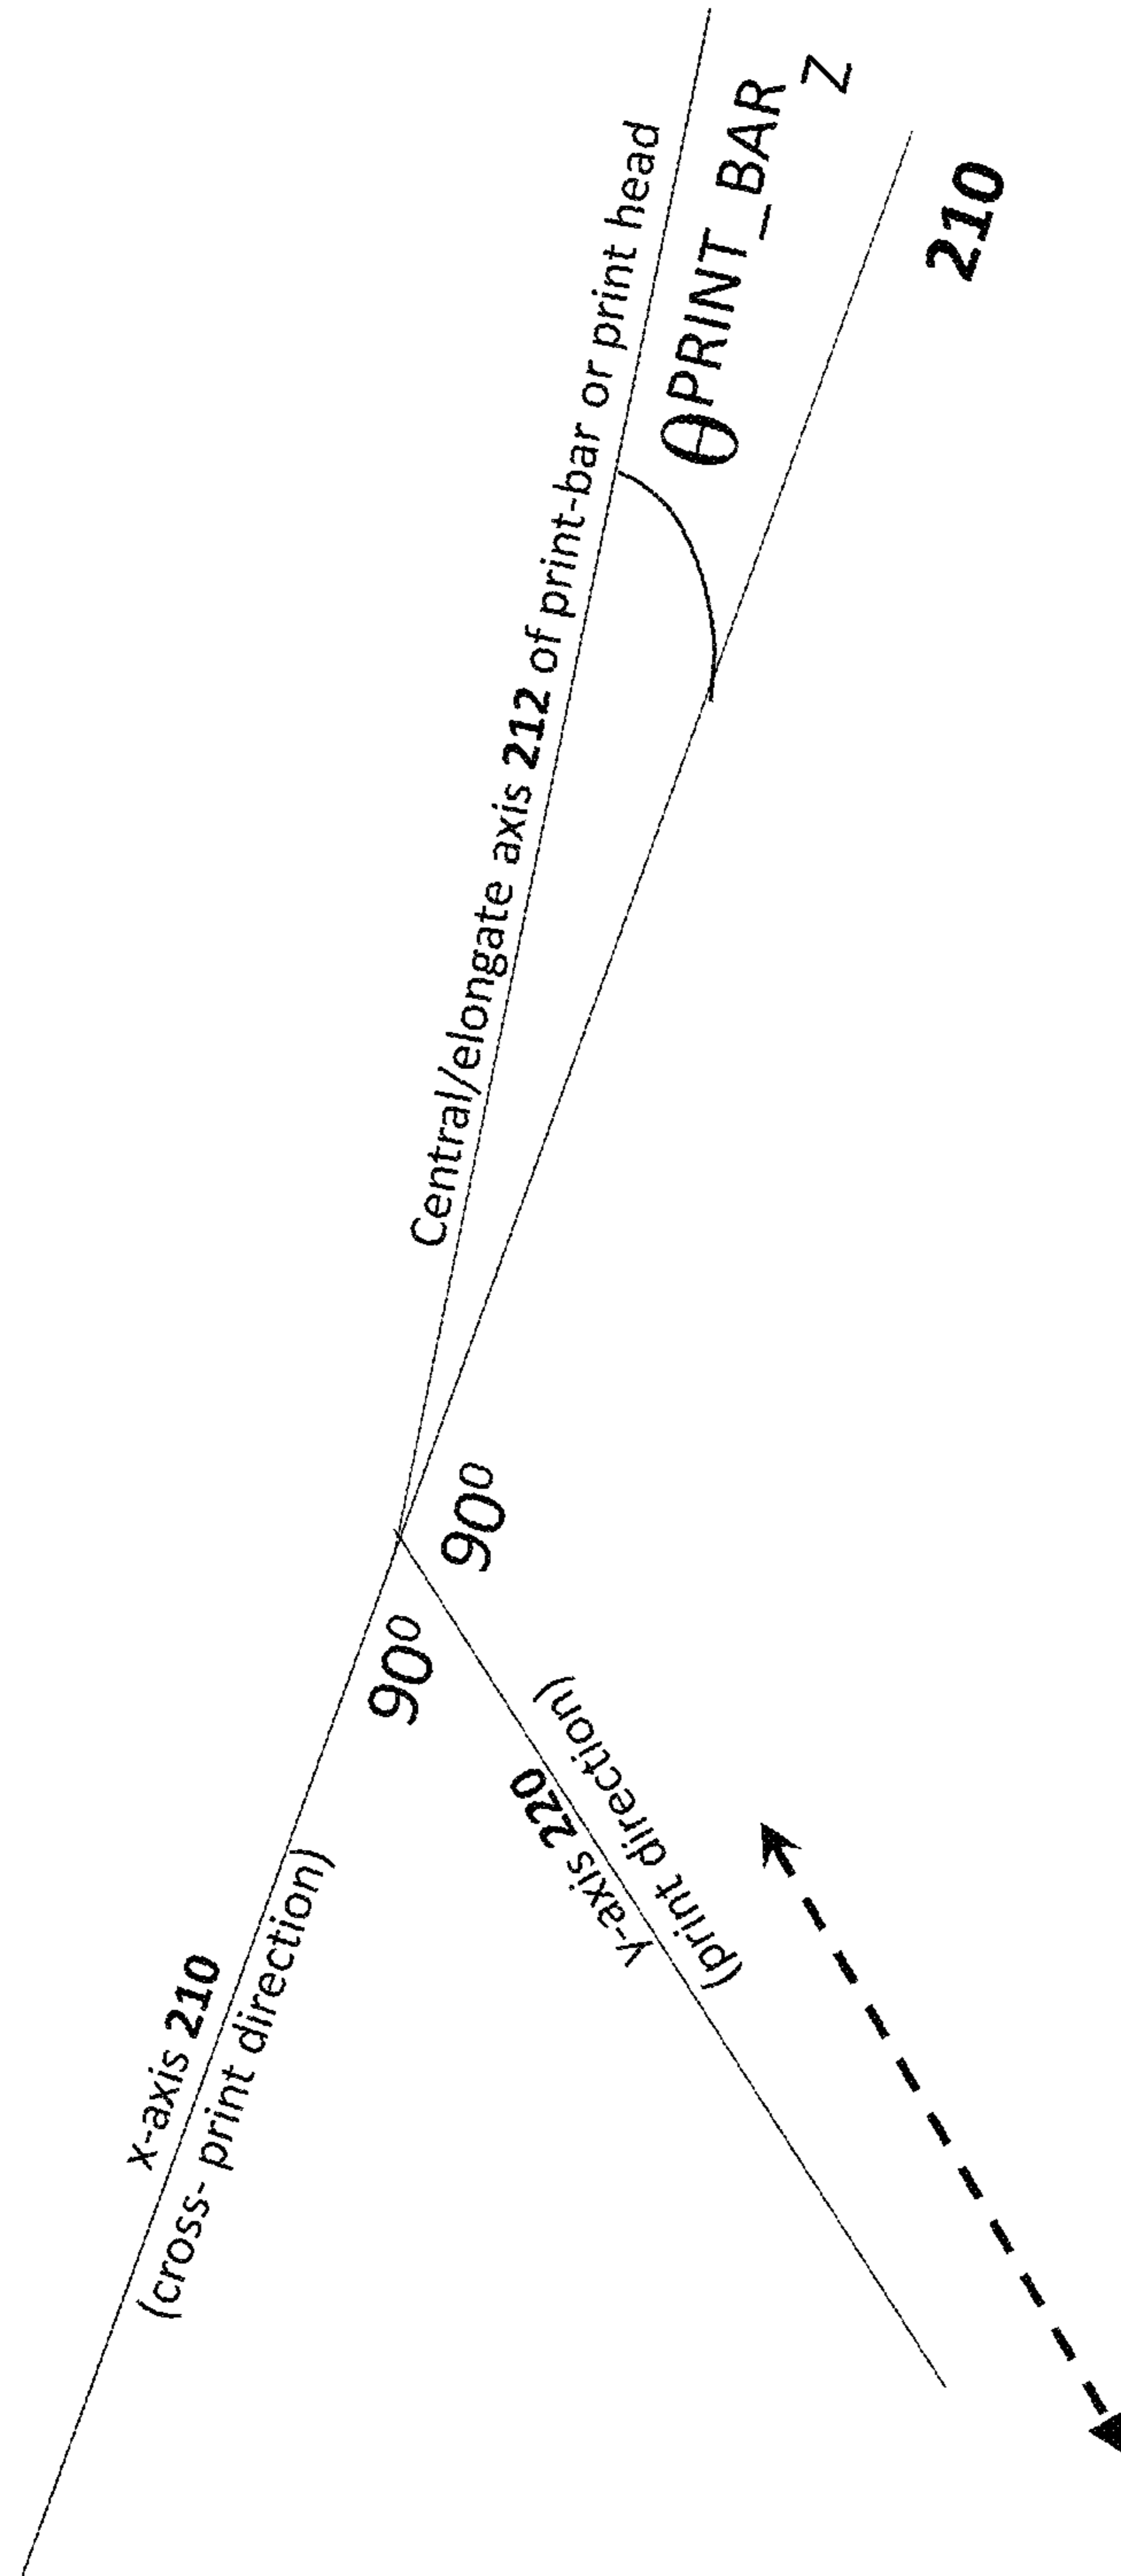 x-axis 210
(cross- print direction)
90⁰
90⁰
y-axis 220
(print direction)
Central/elongate axis 212 of print-bar or print head
θPRINT_BAR
Z
210